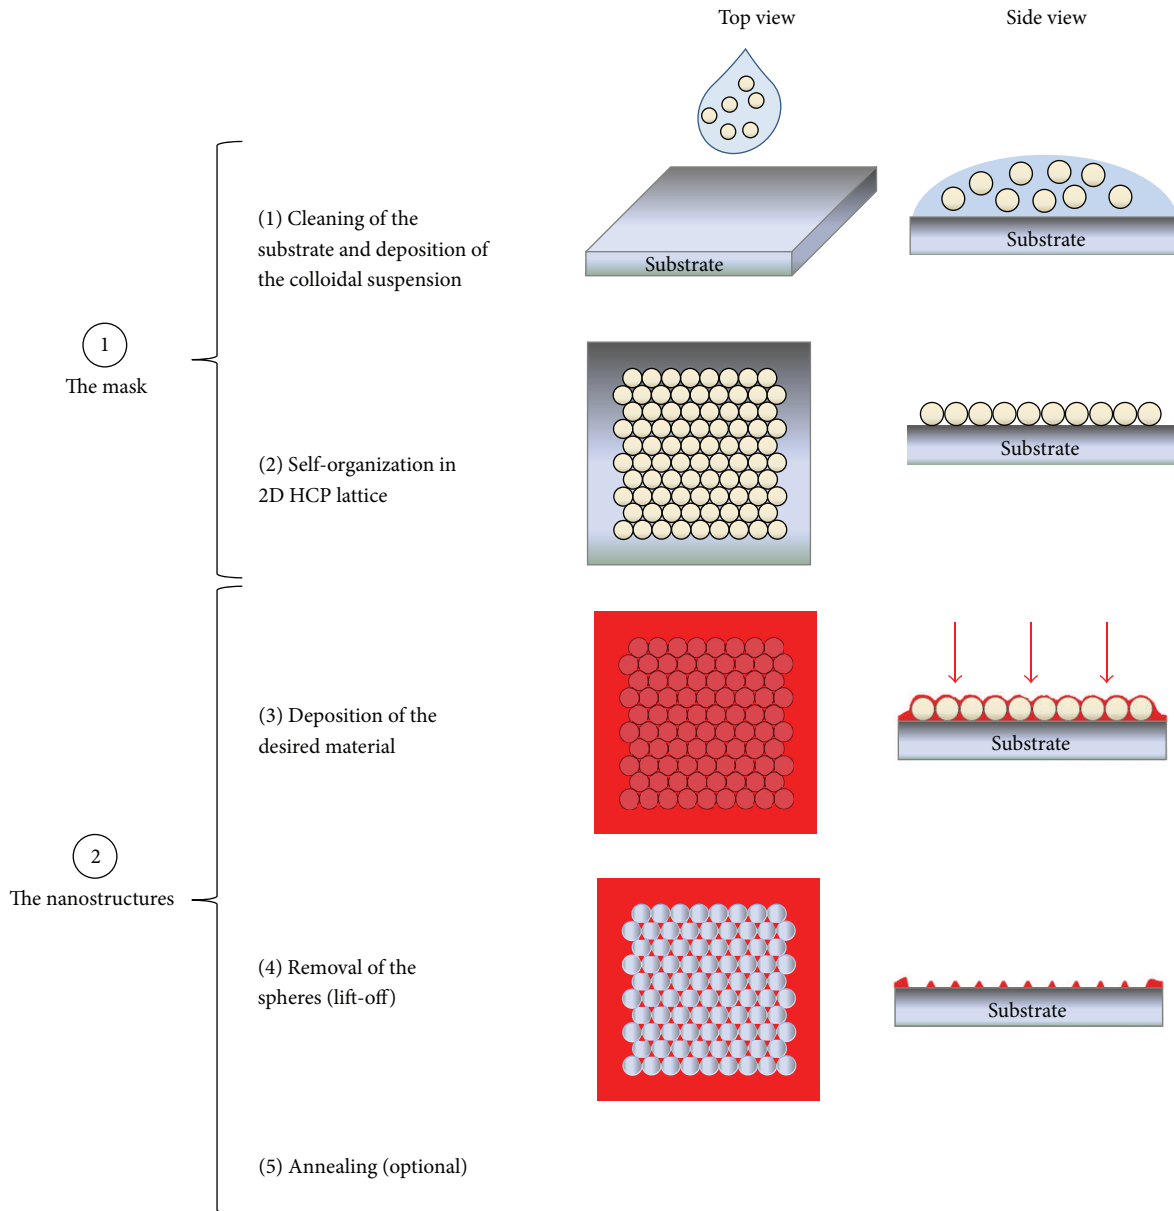 Top view
Side view
(1) Cleaning of the
substrate and deposition of
the colloidal suspension
Substrate
Substrate
1
The mask
(2) Self-organization in
2D HCP lattice
Substrate
(3) Deposition of the
desired material
Substrate
2
The nanostructures
(4) Removal of the
spheres (lift-off)
Substrate
(5) Annealing (optional)